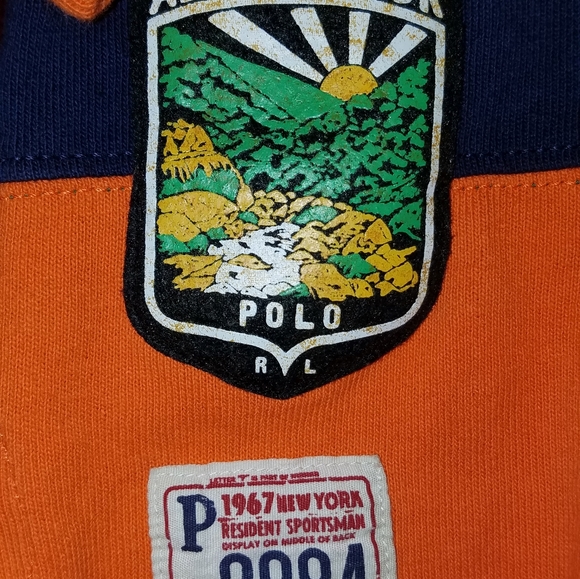 POLO
R L
LETTER "P" IS PART OF NUMBER
P 1967 NEW YORK
RESIDENT SPORTSMAN
DISPLAY ON MIDDLE OF BACK